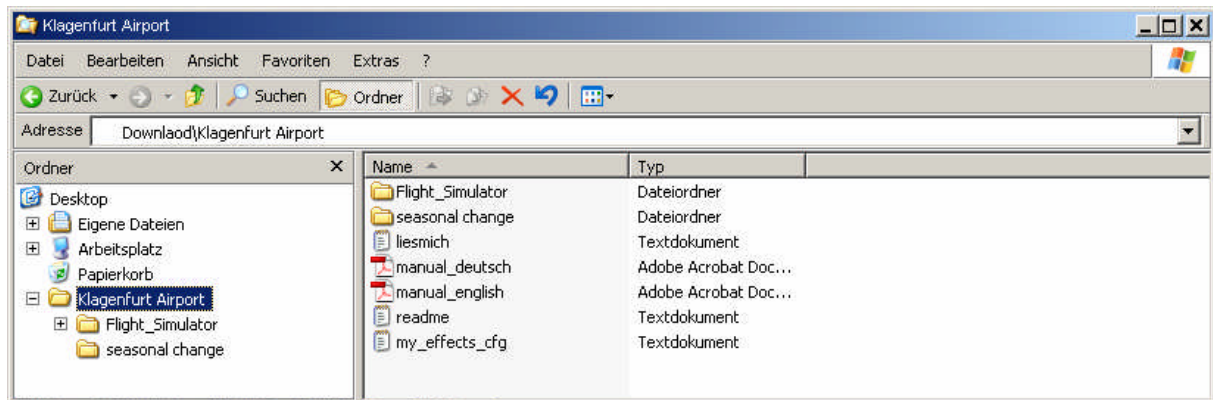 Klagenfurt Airport
Datei Bearbeiten Ansicht Favoriten Extras ?
Zurück Suchen Ordner
Adresse Downlaod\Klagenfurt Airport
Ordner
Desktop
Eigene Dateien
Arbeitsplatz
Papierkorb
Klagenfurt Airport
Flight_Simulator
seasonal change
Name Typ
Flight_Simulator Dateiordner
seasonal change Dateiordner
liesmich Textdokument
manual_deutsch Adobe Acrobat Doc...
manual_english Adobe Acrobat Doc...
readme Textdokument
my_effects_cfg Textdokument